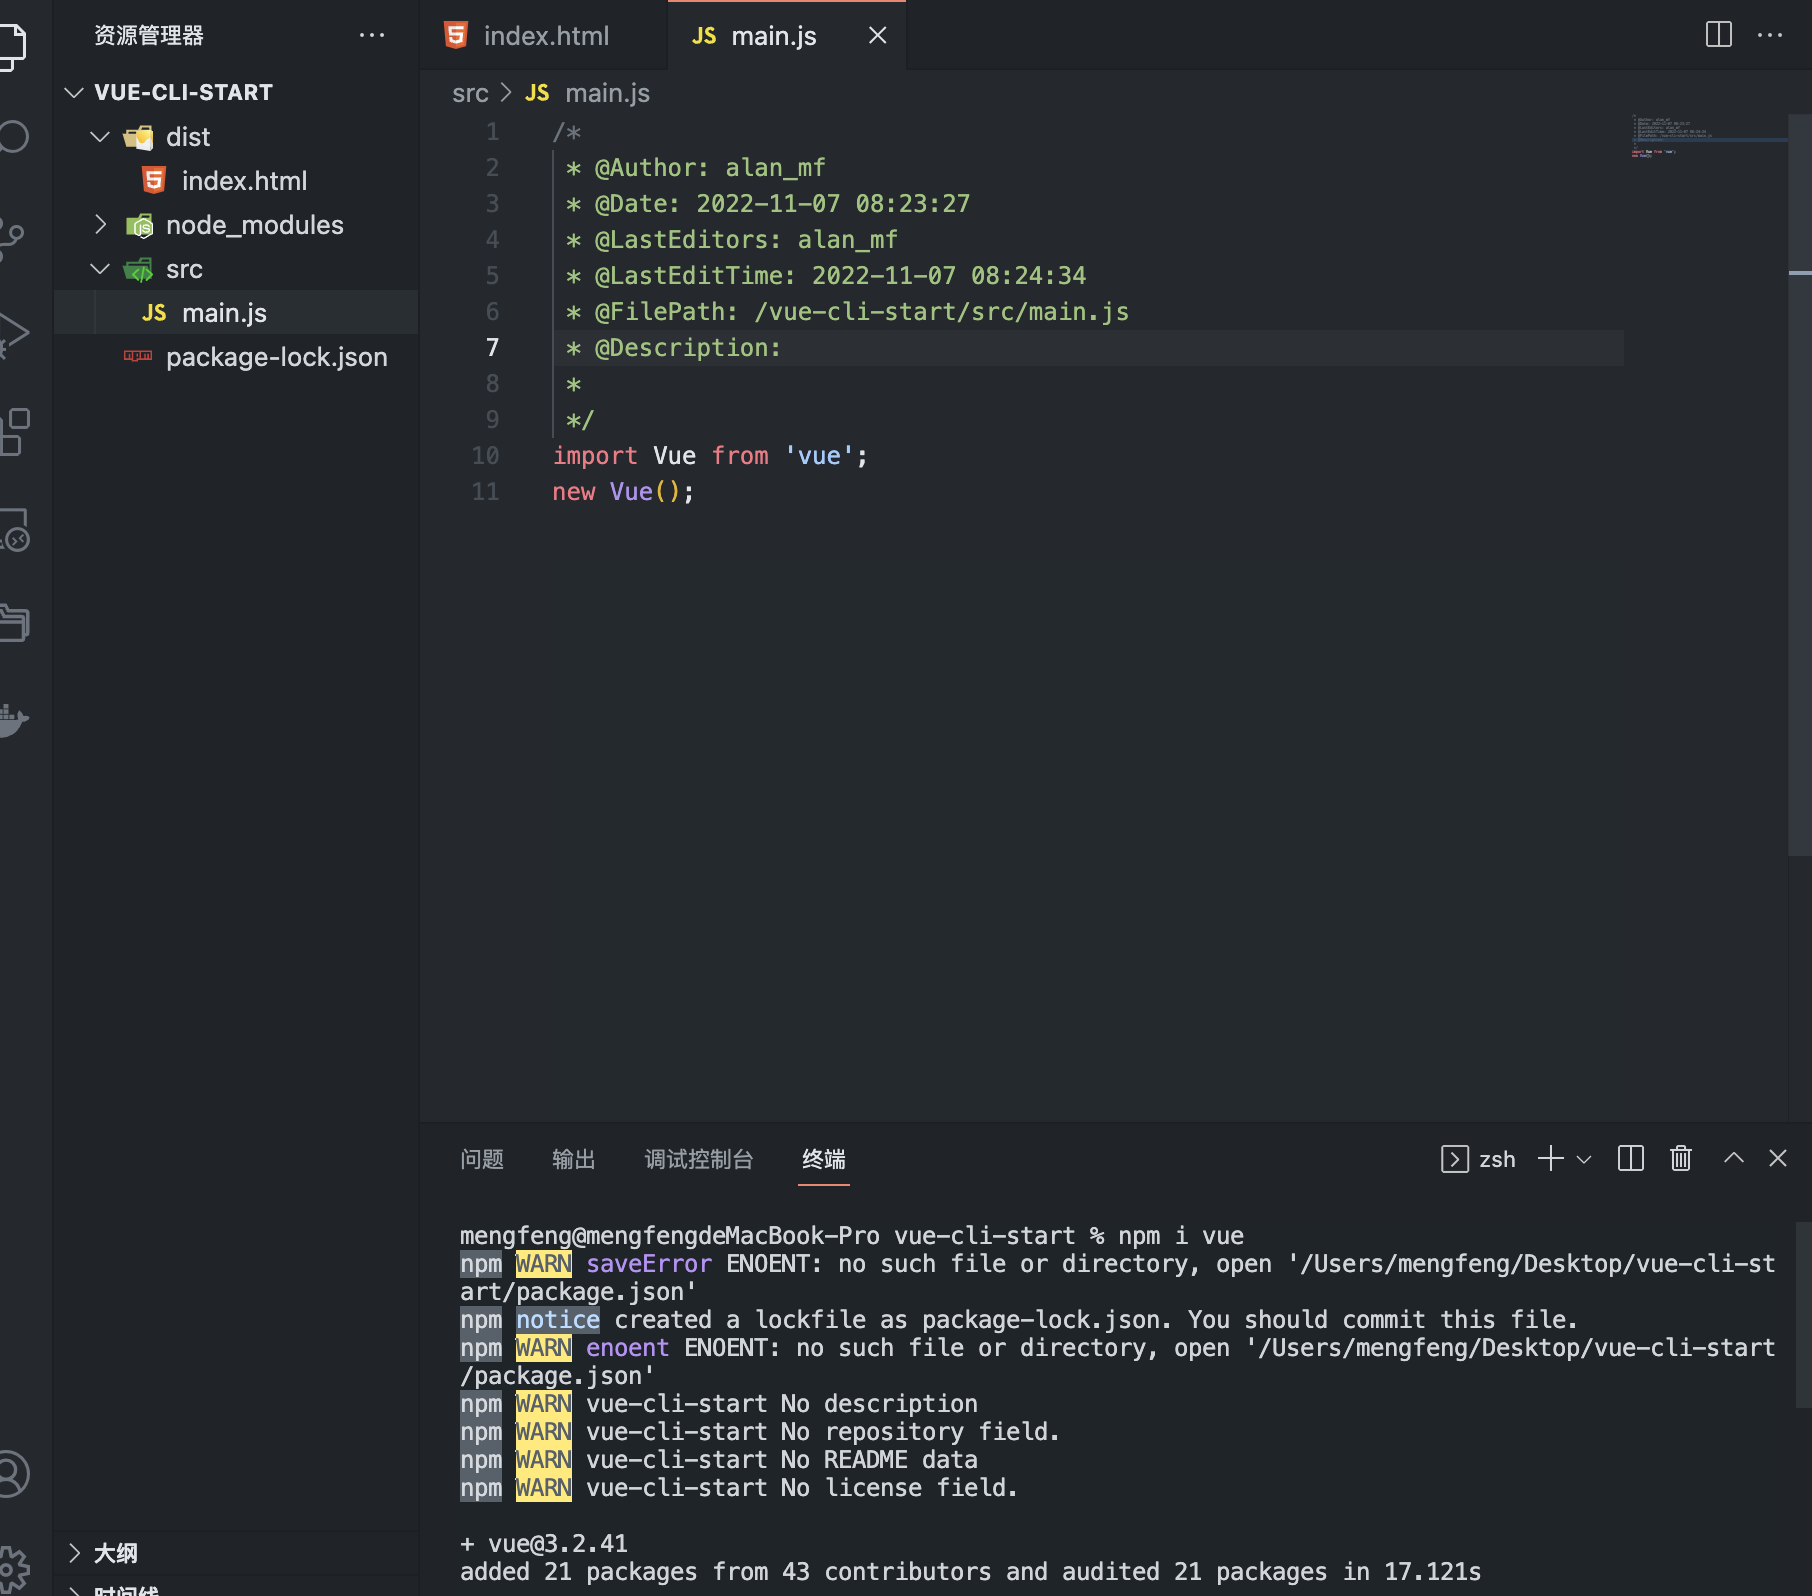 资源管理器
VUE-CLI-START
dist
index.html
node_modules
src
JS main.js
package-lock.json
大纲
时间线
index.html
JS main.js
src > JS main.js
1 /*
2 * @Author: alan_mf
3 * @Date: 2022-11-07 08:23:27
4 * @LastEditors: alan_mf
5 * @LastEditTime: 2022-11-07 08:24:34
6 * @FilePath: /vue-cli-start/src/main.js
7 * @Description:
8 *
9 */
10 import Vue from 'vue';
11 new Vue();
问题 输出 调试控制台 终端
zsh
mengfeng@mengfengdeMacBook-Pro vue-cli-start % npm i vue
npm WARN saveError ENOENT: no such file or directory, open '/Users/mengfeng/Desktop/vue-cli-st
art/package.json'
npm notice created a lockfile as package-lock.json. You should commit this file.
npm WARN enoent ENOENT: no such file or directory, open '/Users/mengfeng/Desktop/vue-cli-start
/package.json'
npm WARN vue-cli-start No description
npm WARN vue-cli-start No repository field.
npm WARN vue-cli-start No README data
npm WARN vue-cli-start No license field.
+ vue@3.2.41
added 21 packages from 43 contributors and audited 21 packages in 17.121s